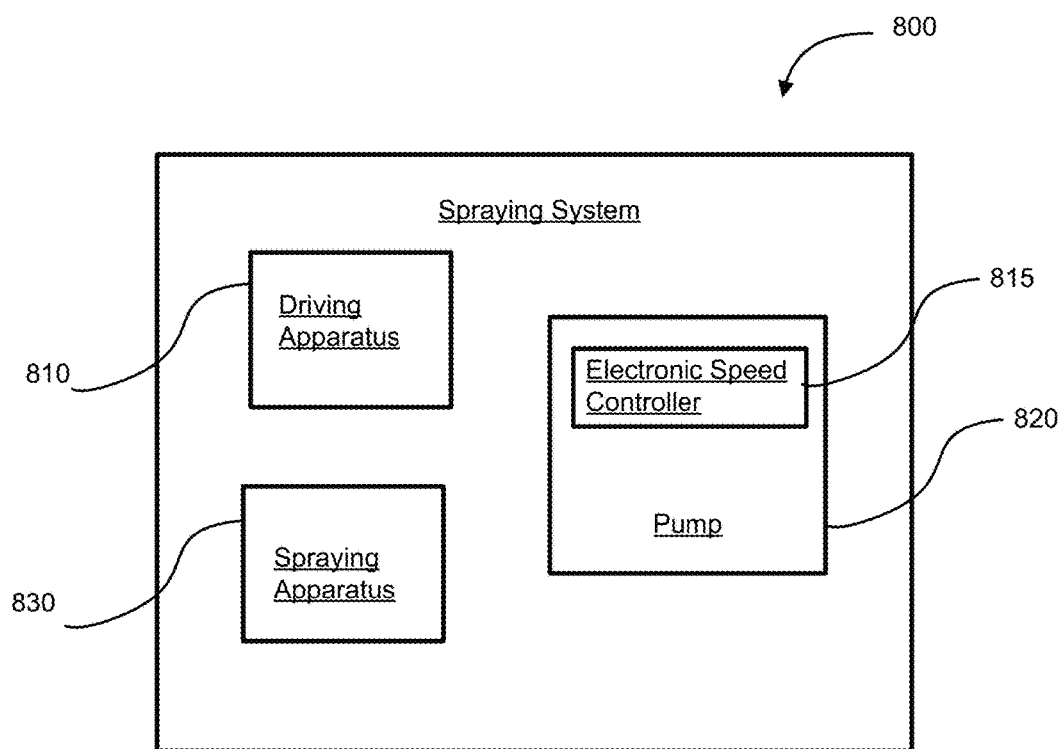 800
Spraying System
Driving
Apparatus
810
815
Electronic Speed
Controller
820
Pump
Spraying
Apparatus
830